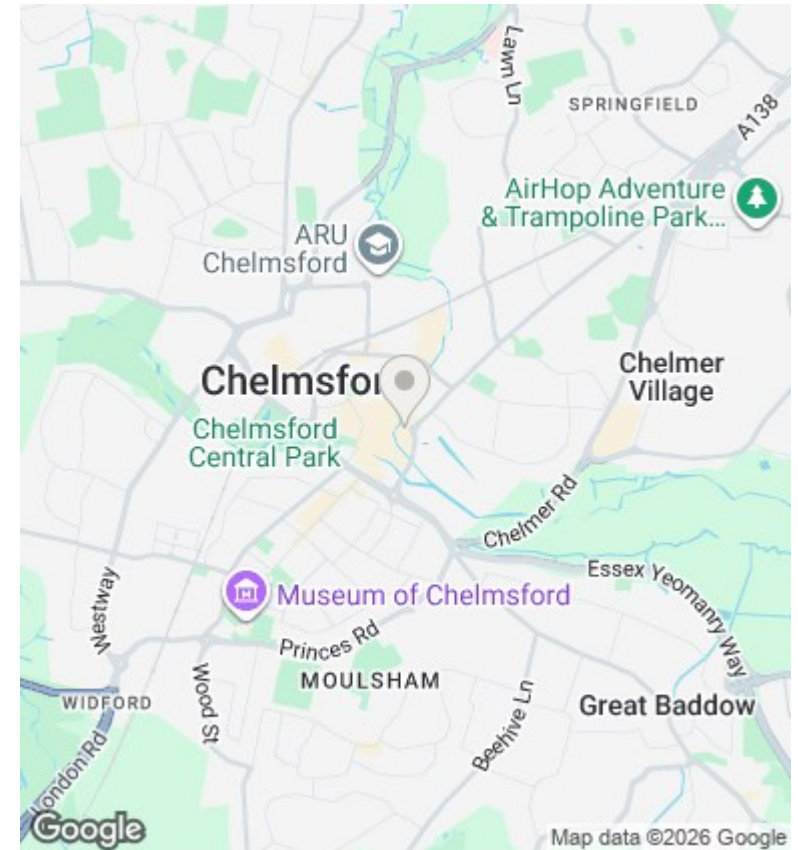 Lawn Ln
SPRINGFIELD
A138
AirHop Adventure
& Trampoline Park...
ARU
Chelmsford
Chelmsfor
Chelmer
Village
Chelmsford
Central Park
Chelmer Rd
Essex Yeomanry Way
Westway
Museum of Chelmsford
Princes Rd
MOULSHAM
Wood St
WIDFORD
Beehive Ln
Great Baddow
London Rd
Google
Map data ©2026 Google